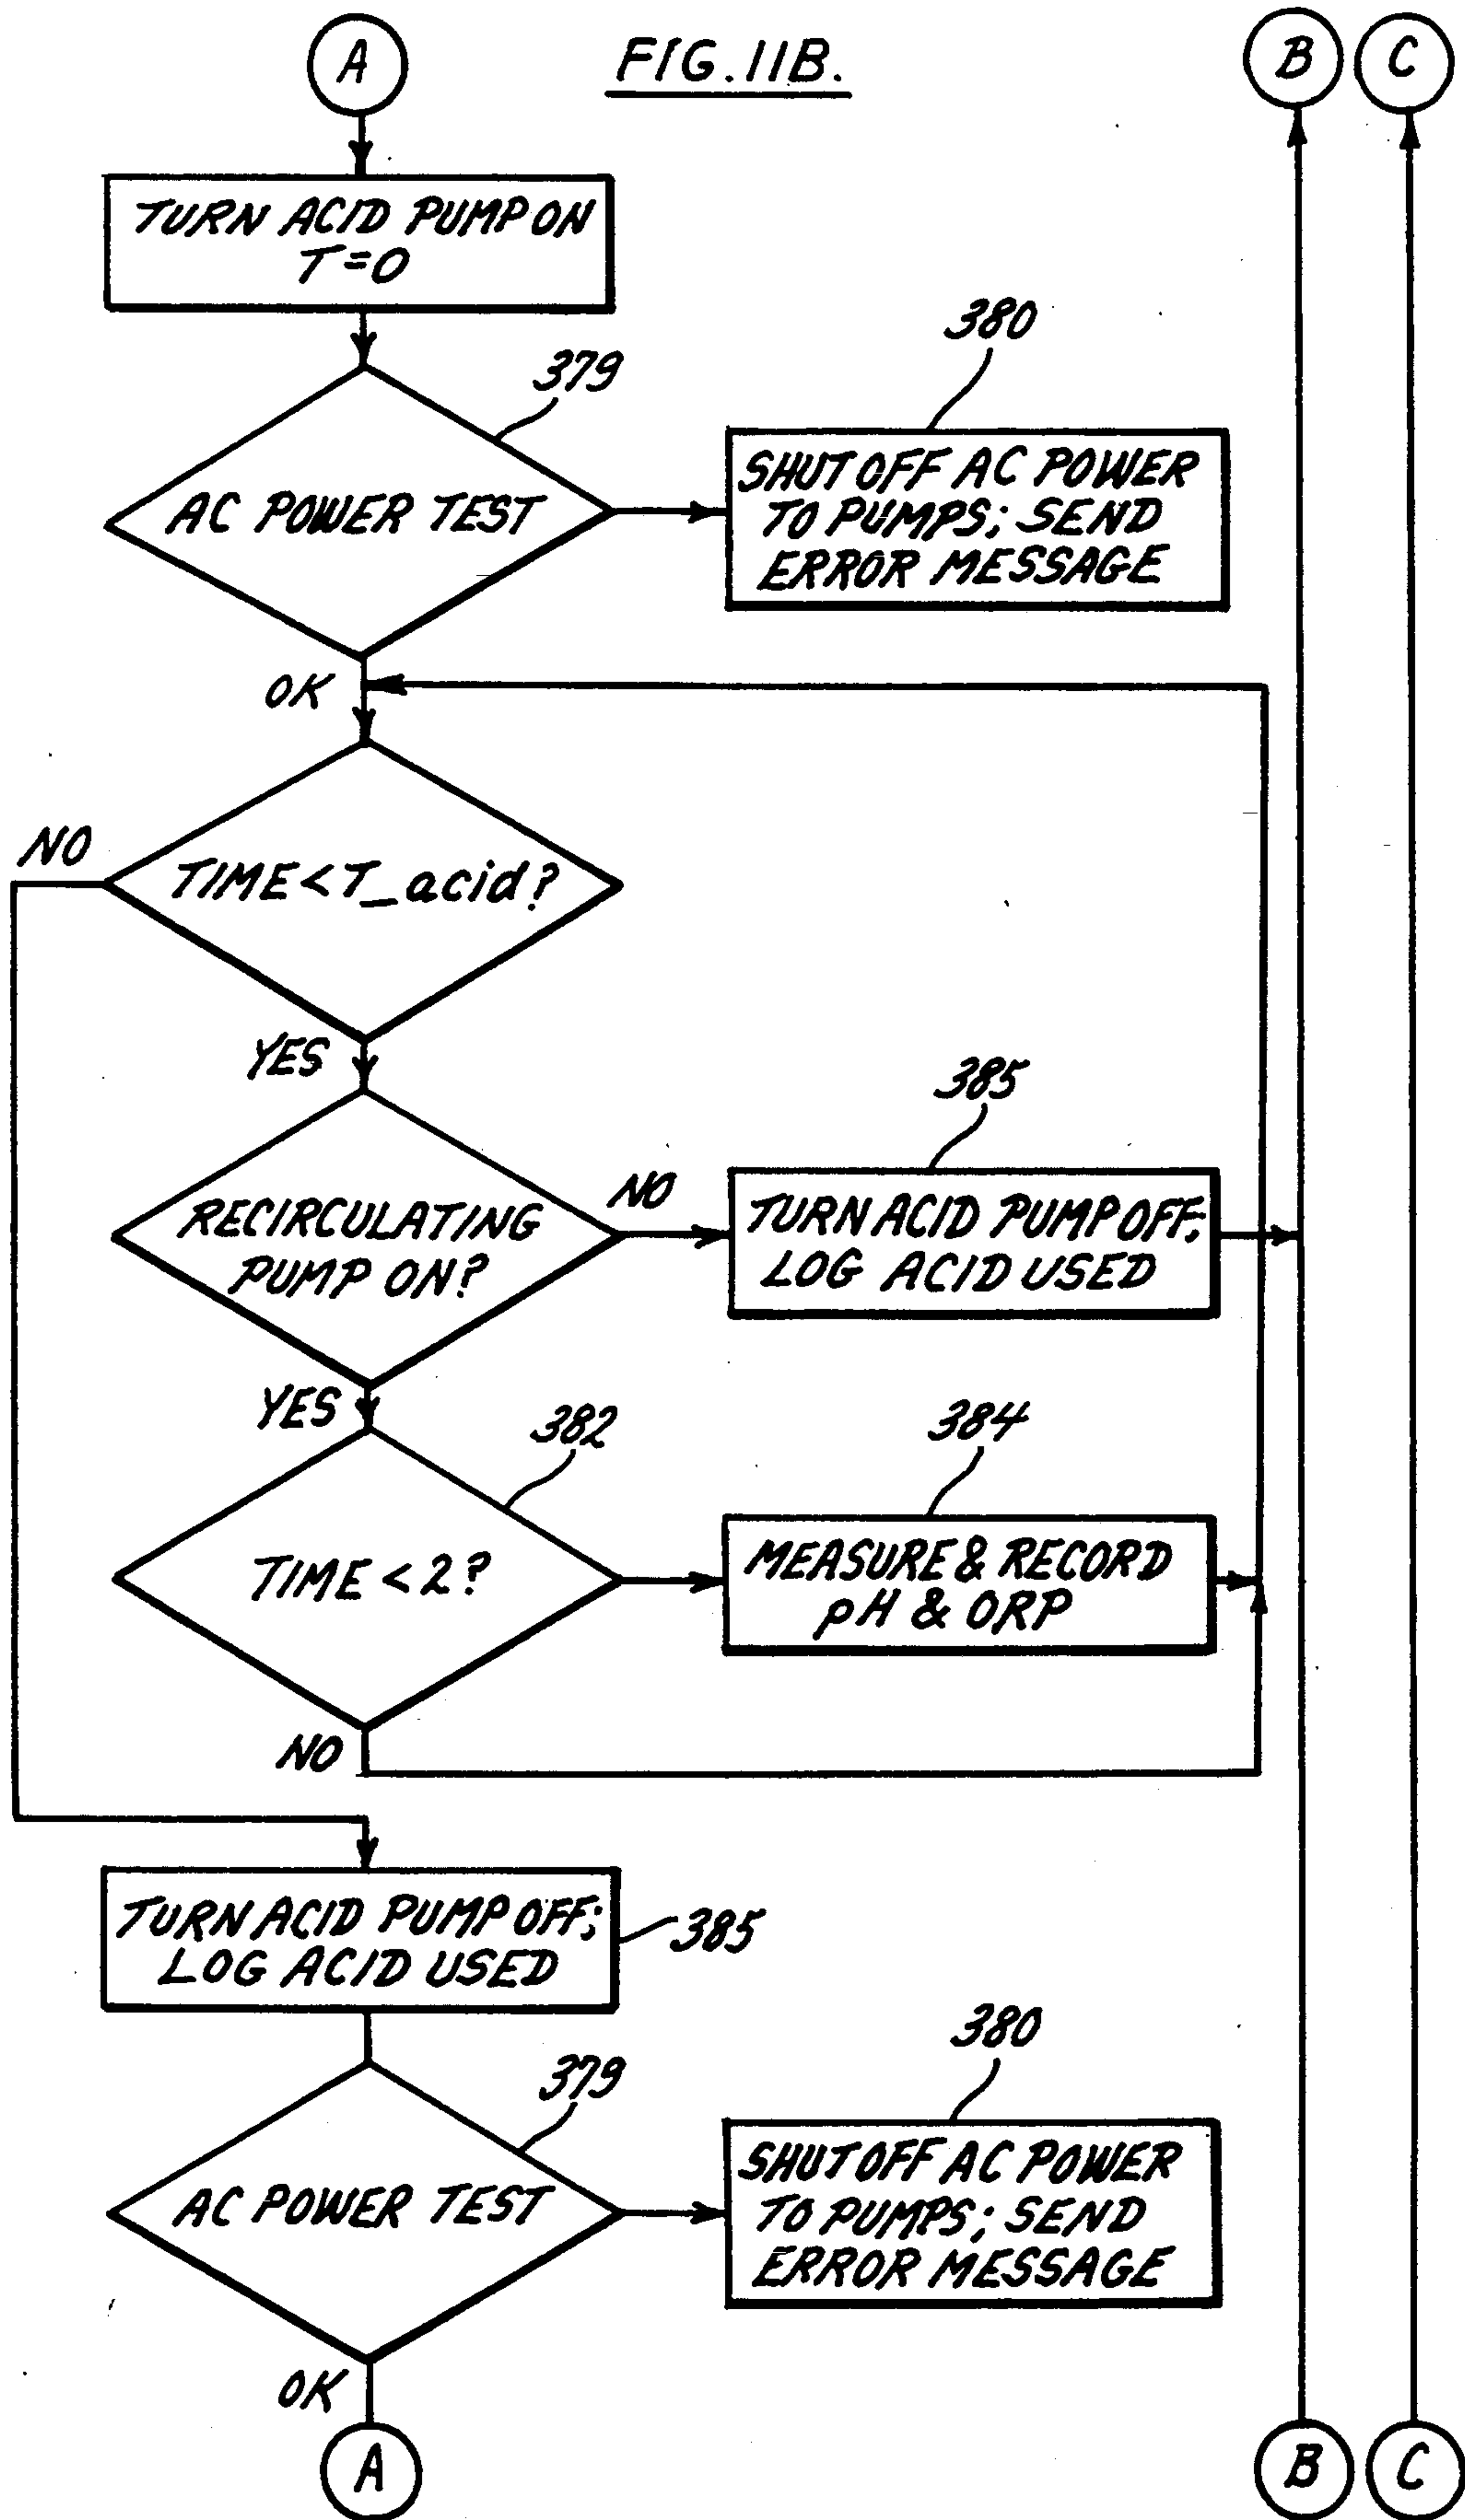 A
FIG. 11B.
B
C
TURN ACID PUMP ON
T=0
379
380
AC POWER TEST
SHUT OFF AC POWER
TO PUMPS; SEND
ERROR MESSAGE
OK
NO
TIME < T_acid?
YES
385
RECIRCULATING
PUMP ON?
NO
TURN ACID PUMP OFF;
LOG ACID USED
YES
382
384
TIME < 2?
MEASURE & RECORD
pH & ORP
NO
TURN ACID PUMP OFF;
LOG ACID USED
385
379
380
AC POWER TEST
SHUT OFF AC POWER
TO PUMPS; SEND
ERROR MESSAGE
OK
A
B
C